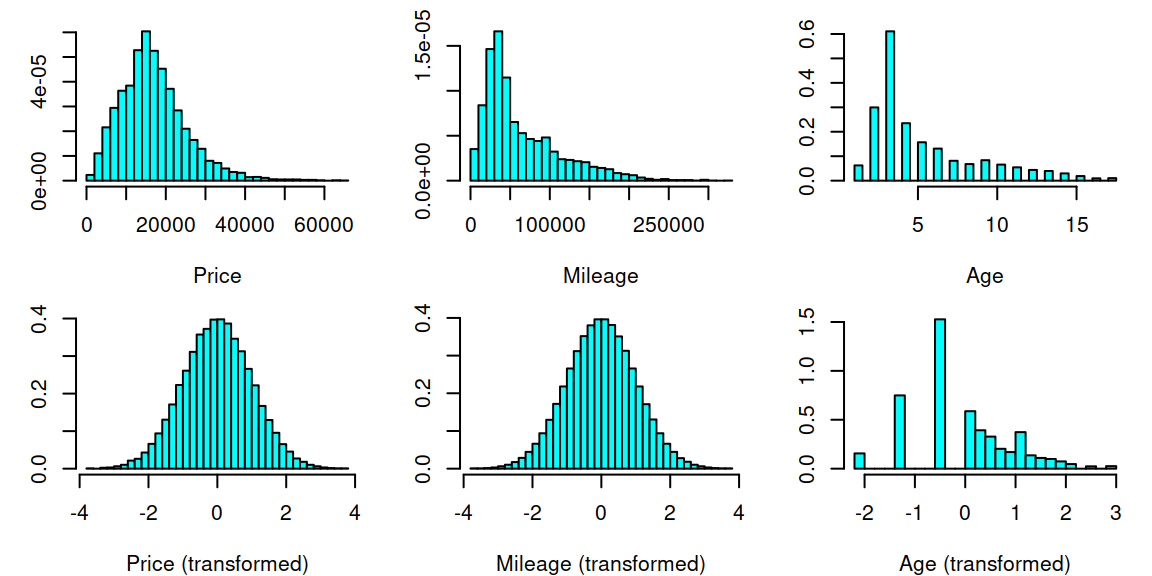 0e+00 4e-05
0 20000 40000 60000
Price
0.0e+00 1.5e-05
0 100000 250000
Mileage
0.0 0.2 0.4 0.6
5 10 15
Age
0.0 0.2 0.4
-4 -2 0 2 4
Price (transformed)
0.0 0.2 0.4
-4 -2 0 2 4
Mileage (transformed)
0.0 0.5 1.0 1.5
-2 -1 0 1 2 3
Age (transformed)